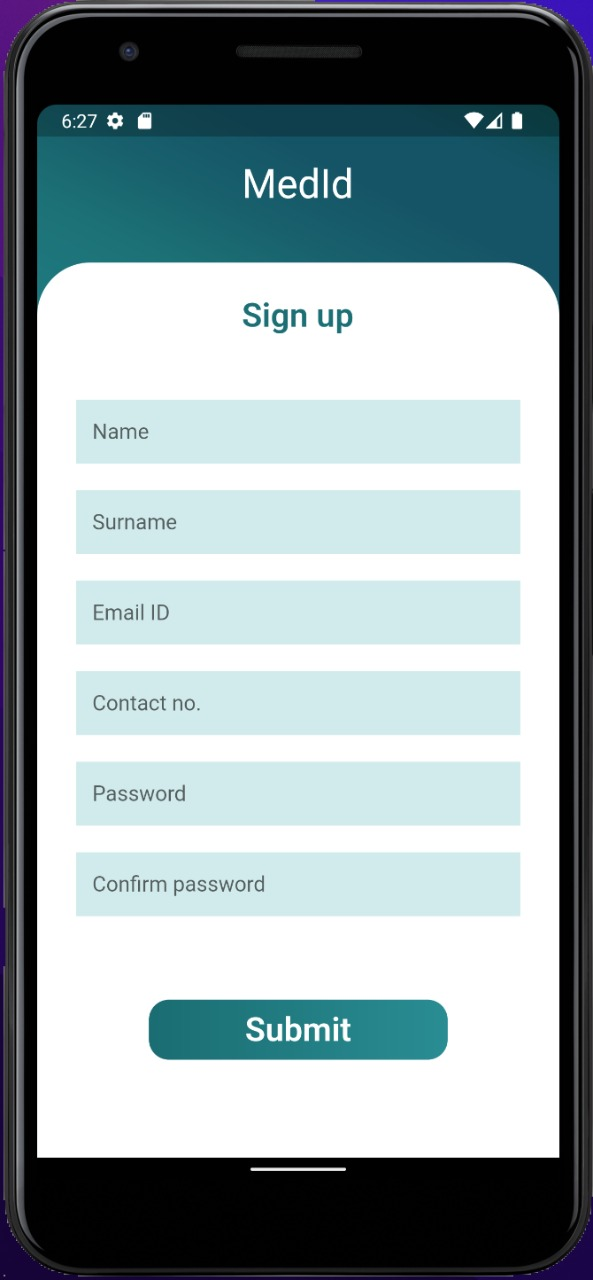 6:27
MedId
Sign up
Name
Surname
Email ID
Contact no.
Password
Confirm password
Submit